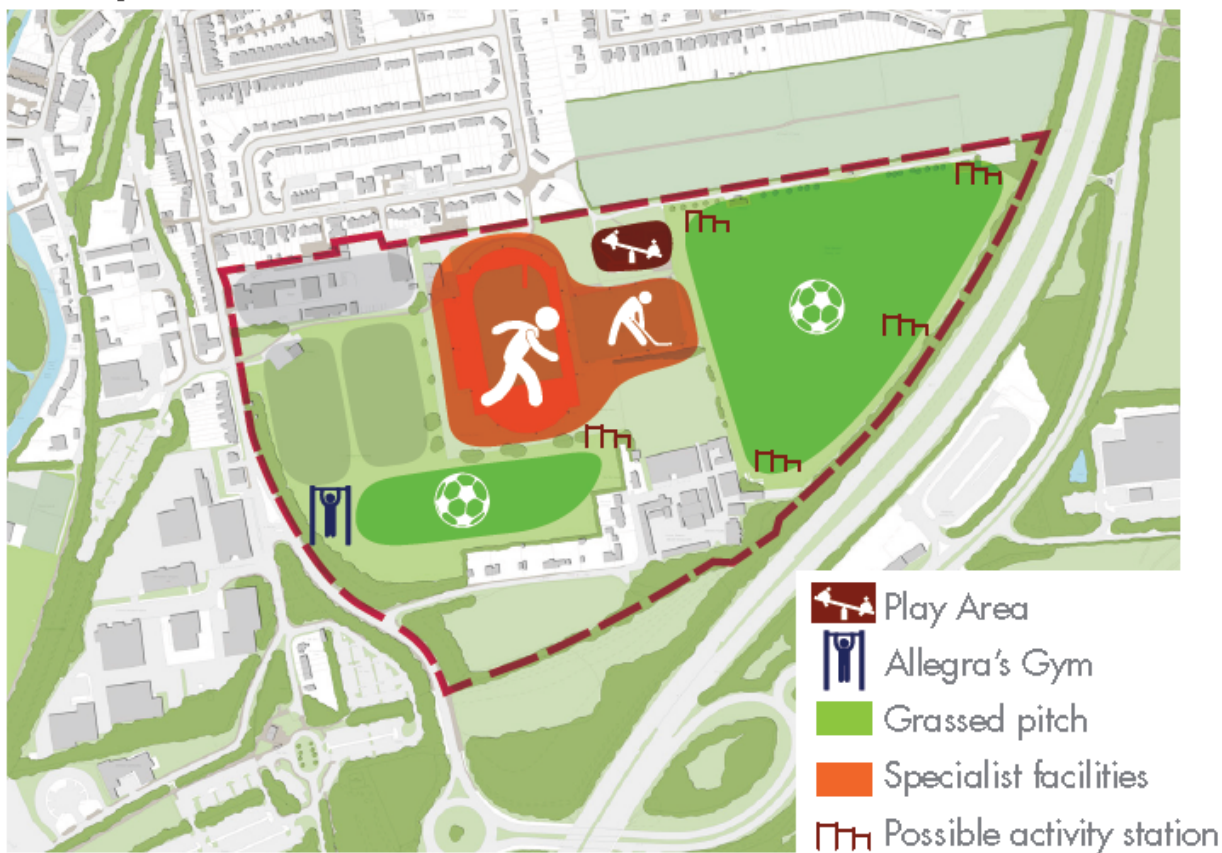 Play Area
Allegra's Gym
Grassed pitch
Specialist facilities
Possible activity station